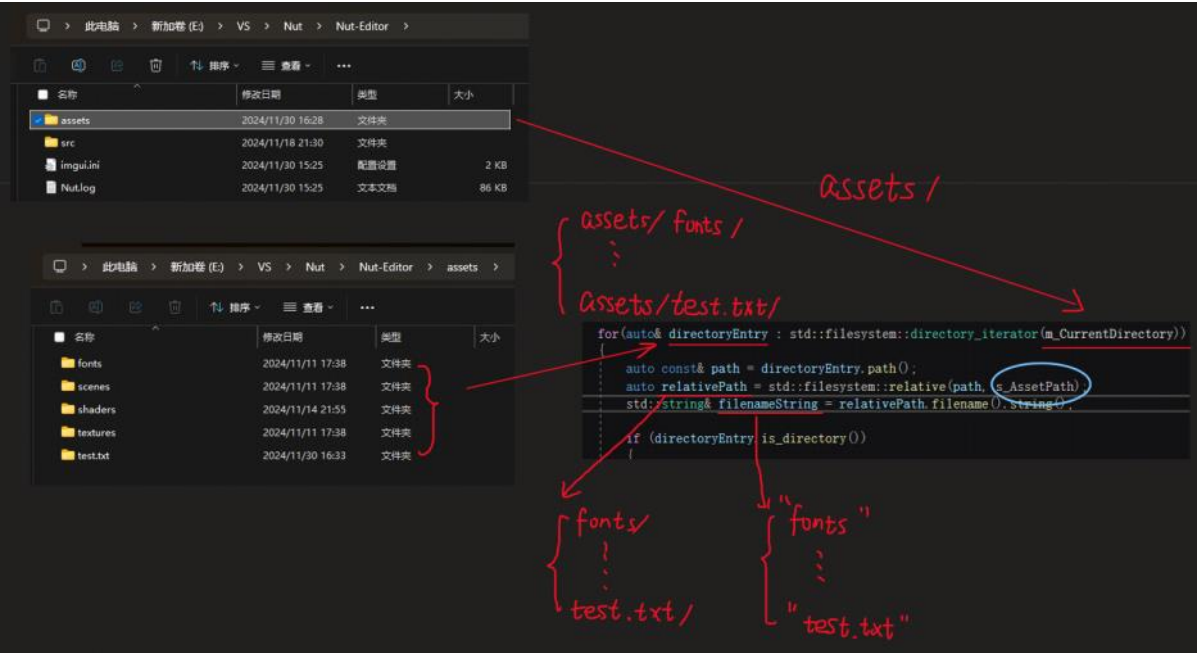 此电脑 > 新加卷 (E:) > VS > Nut > Nut-Editor >
排序 查看 ...
名称 修改日期 类型 大小
assets 2024/11/30 16:28 文件夹
src 2024/11/18 21:30 文件夹
imgui.ini 2024/11/30 15:25 配置设置 2 KB
Nut.log 2024/11/30 15:25 文本文档 86 KB
assets /
assets/ fonts /
assets/test.txt/
此电脑 > 新加卷 (E:) > VS > Nut > Nut-Editor > assets >
排序 查看 ...
名称 修改日期 类型 大小
fonts 2024/11/11 17:38 文件夹
scenes 2024/11/11 17:38 文件夹
shaders 2024/11/14 21:55 文件夹
textures 2024/11/11 17:38 文件夹
test.txt 2024/11/30 16:33 文件夹
for(auto& directoryEntry : std::filesystem::directory_iterator(m_CurrentDirectory))
{
auto const& path = directoryEntry.path();
auto relativePath = std::filesystem::relative(path, s_AssetPath);
std::string& filenameString = relativePath.filename().string();
if (directoryEntry.is_directory())
{
fonts/
test.txt/
"fonts"
"test.txt"